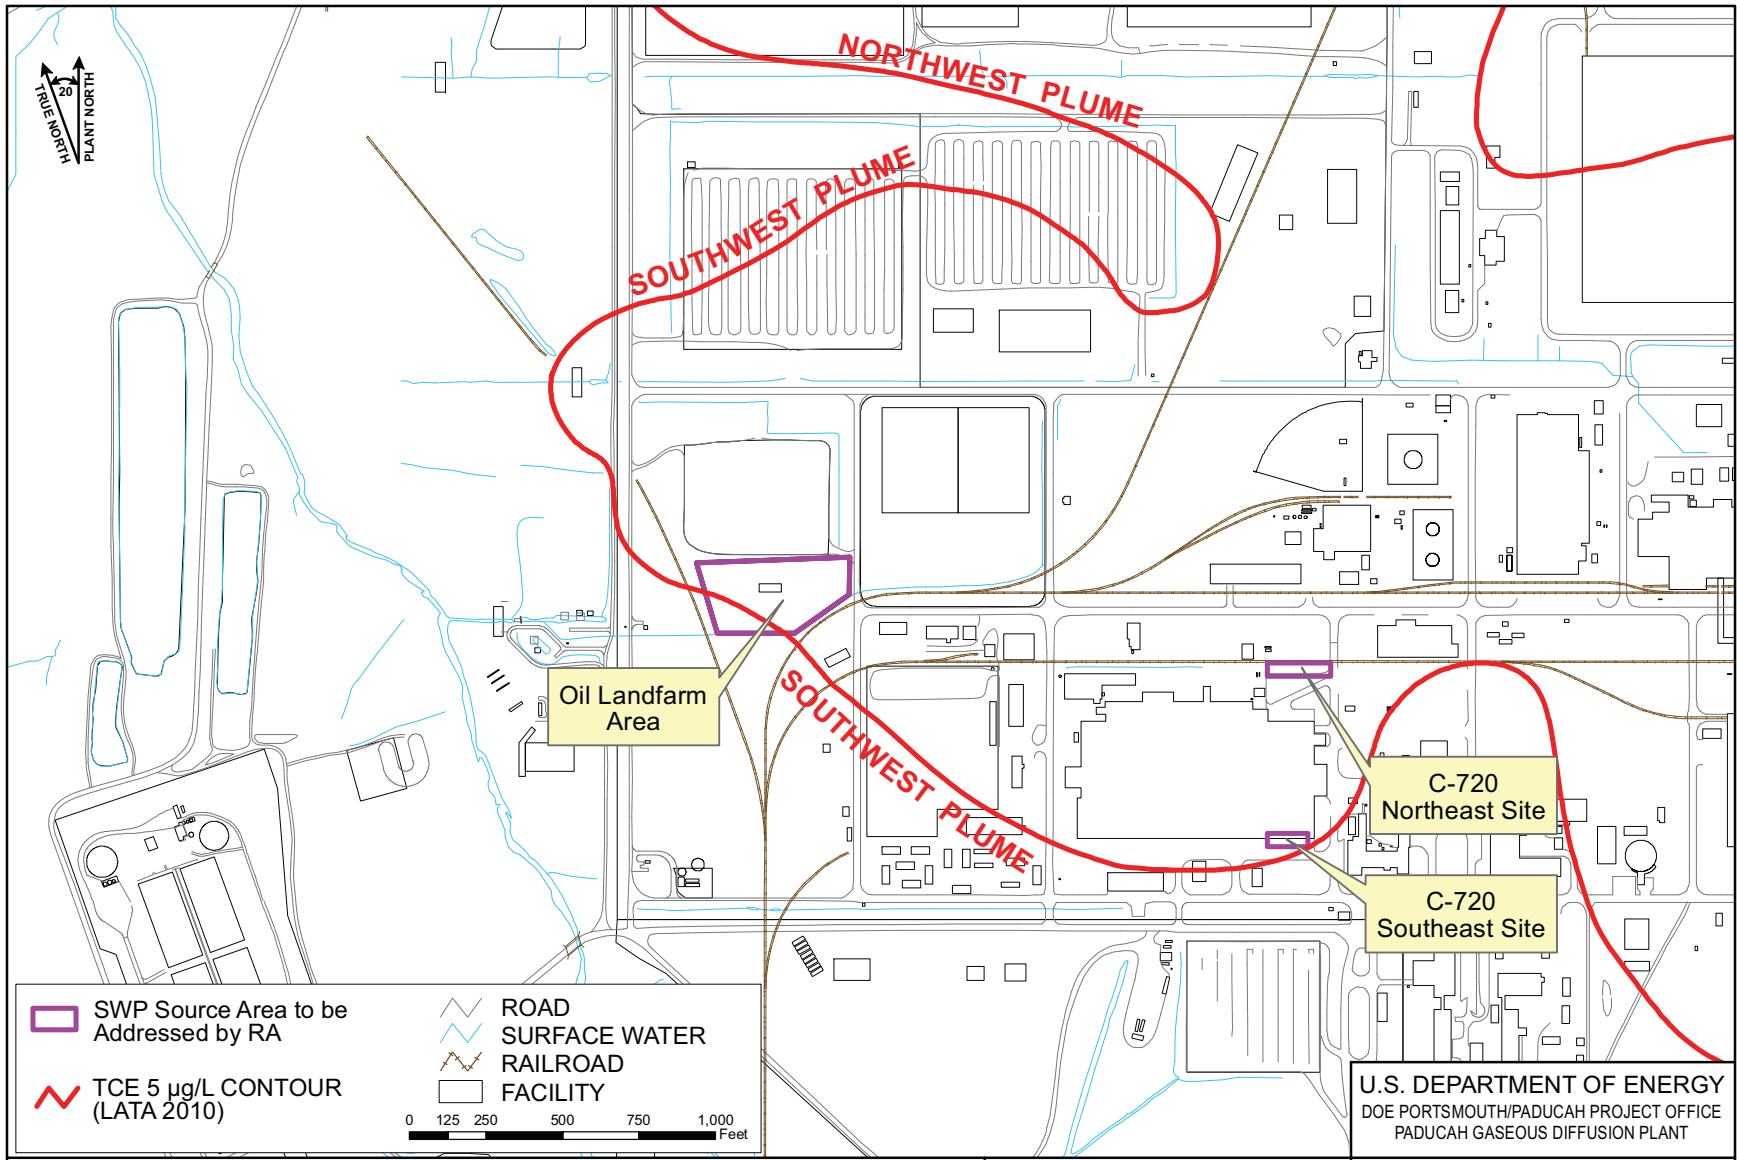 NORTHWEST PLUME
20
TRUE NORTH
PLANT NORTH
SOUTHWEST PLUME
Oil Landfarm
Area
SOUTHWEST PLUME
C-720
Northeast Site
C-720
Southeast Site
SWP Source Area to be
Addressed by RA
TCE 5 µg/L CONTOUR
(LATA 2010)
ROAD
SURFACE WATER
RAILROAD
FACILITY
0 125 250 500 750 1,000
Feet
U.S. DEPARTMENT OF ENERGY
DOE PORTSMOUTH/PADUCAH PROJECT OFFICE
PADUCAH GASEOUS DIFFUSION PLANT